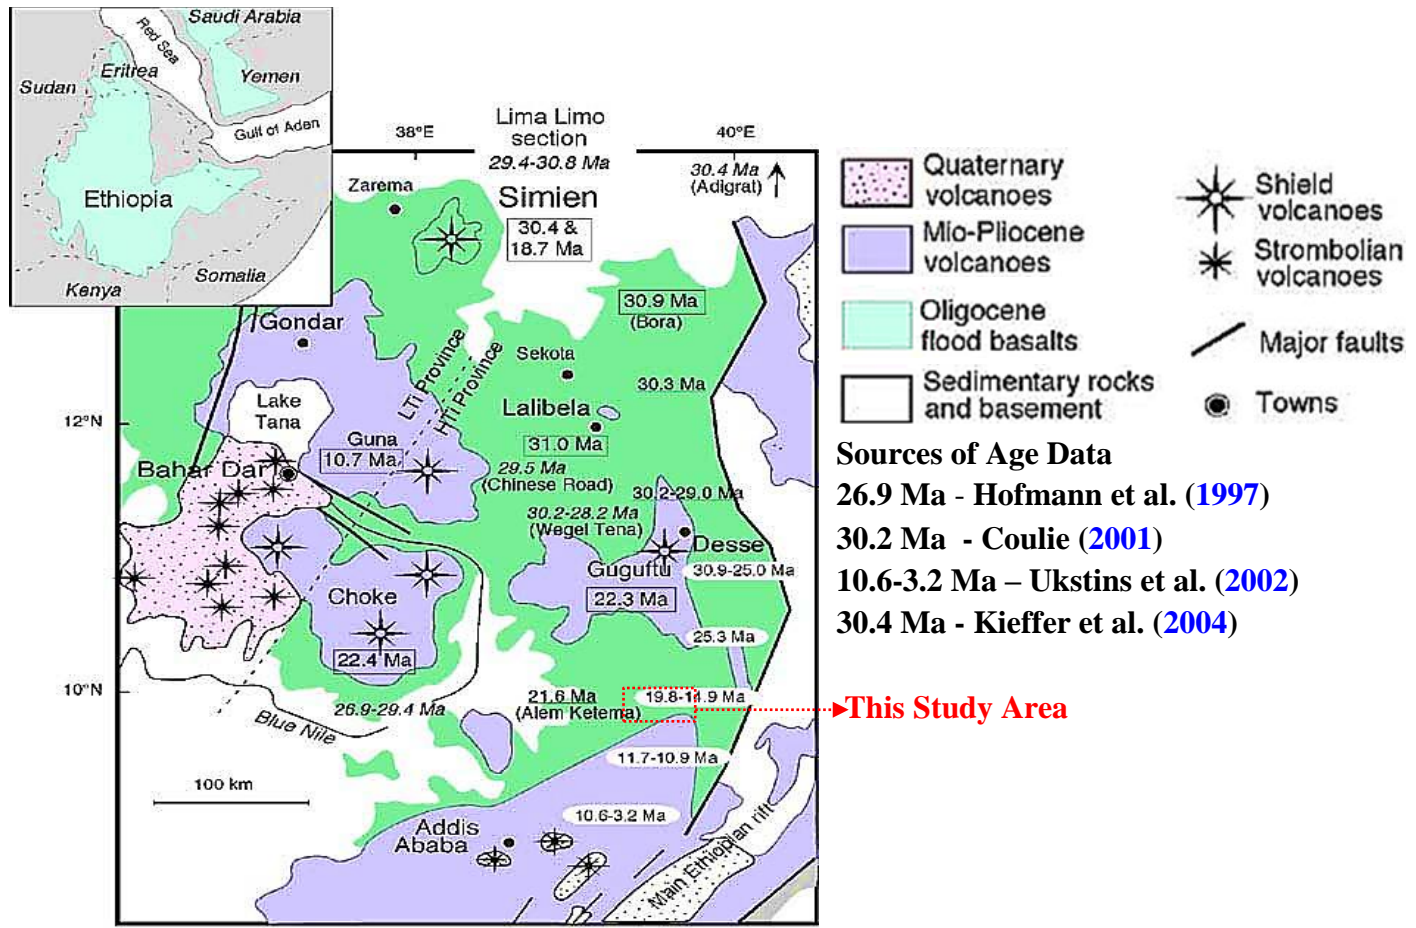 Saudi Arabia
Red Sea
Eritrea
Sudan
Yemen
Gulf of Aden
Ethiopia
Somalia
Kenya
38°E
Lima Limo
section
29.4-30.8 Ma
40°E
Zarema
Simien
30.4 &
18.7 Ma
30.4 Ma
(Adigrat)
30.9 Ma
(Bora)
Gondar
LTi Province
HTi Province
Sekota
30.3 Ma
Lake
Tana
Lalibela
12°N
31.0 Ma
Guna
10.7 Ma
Bahar Dar
29.5 Ma
(Chinese Road)
30.2-29.0 Ma
30.2-28.2 Ma
(Wegel Tena)
Desse
Guguftu
30.9-25.0 Ma
22.3 Ma
Choke
25.3 Ma
22.4 Ma
10°N
21.6 Ma
(Alem Ketema)
19.8-14.9 Ma
26.9-29.4 Ma
Blue Nile
11.7-10.9 Ma
100 km
10.6-3.2 Ma
Addis
Ababa
Main Ethiopian rift
Quaternary
volcanoes
Mio-Pliocene
volcanoes
Oligocene
flood basalts
Sedimentary rocks
and basement
Shield
volcanoes
Strombolian
volcanoes
Major faults
Towns
Sources of Age Data
26.9 Ma - Hofmann et al. (1997)
30.2 Ma - Coulie (2001)
10.6-3.2 Ma – Ukstins et al. (2002)
30.4 Ma - Kieffer et al. (2004)
This Study Area